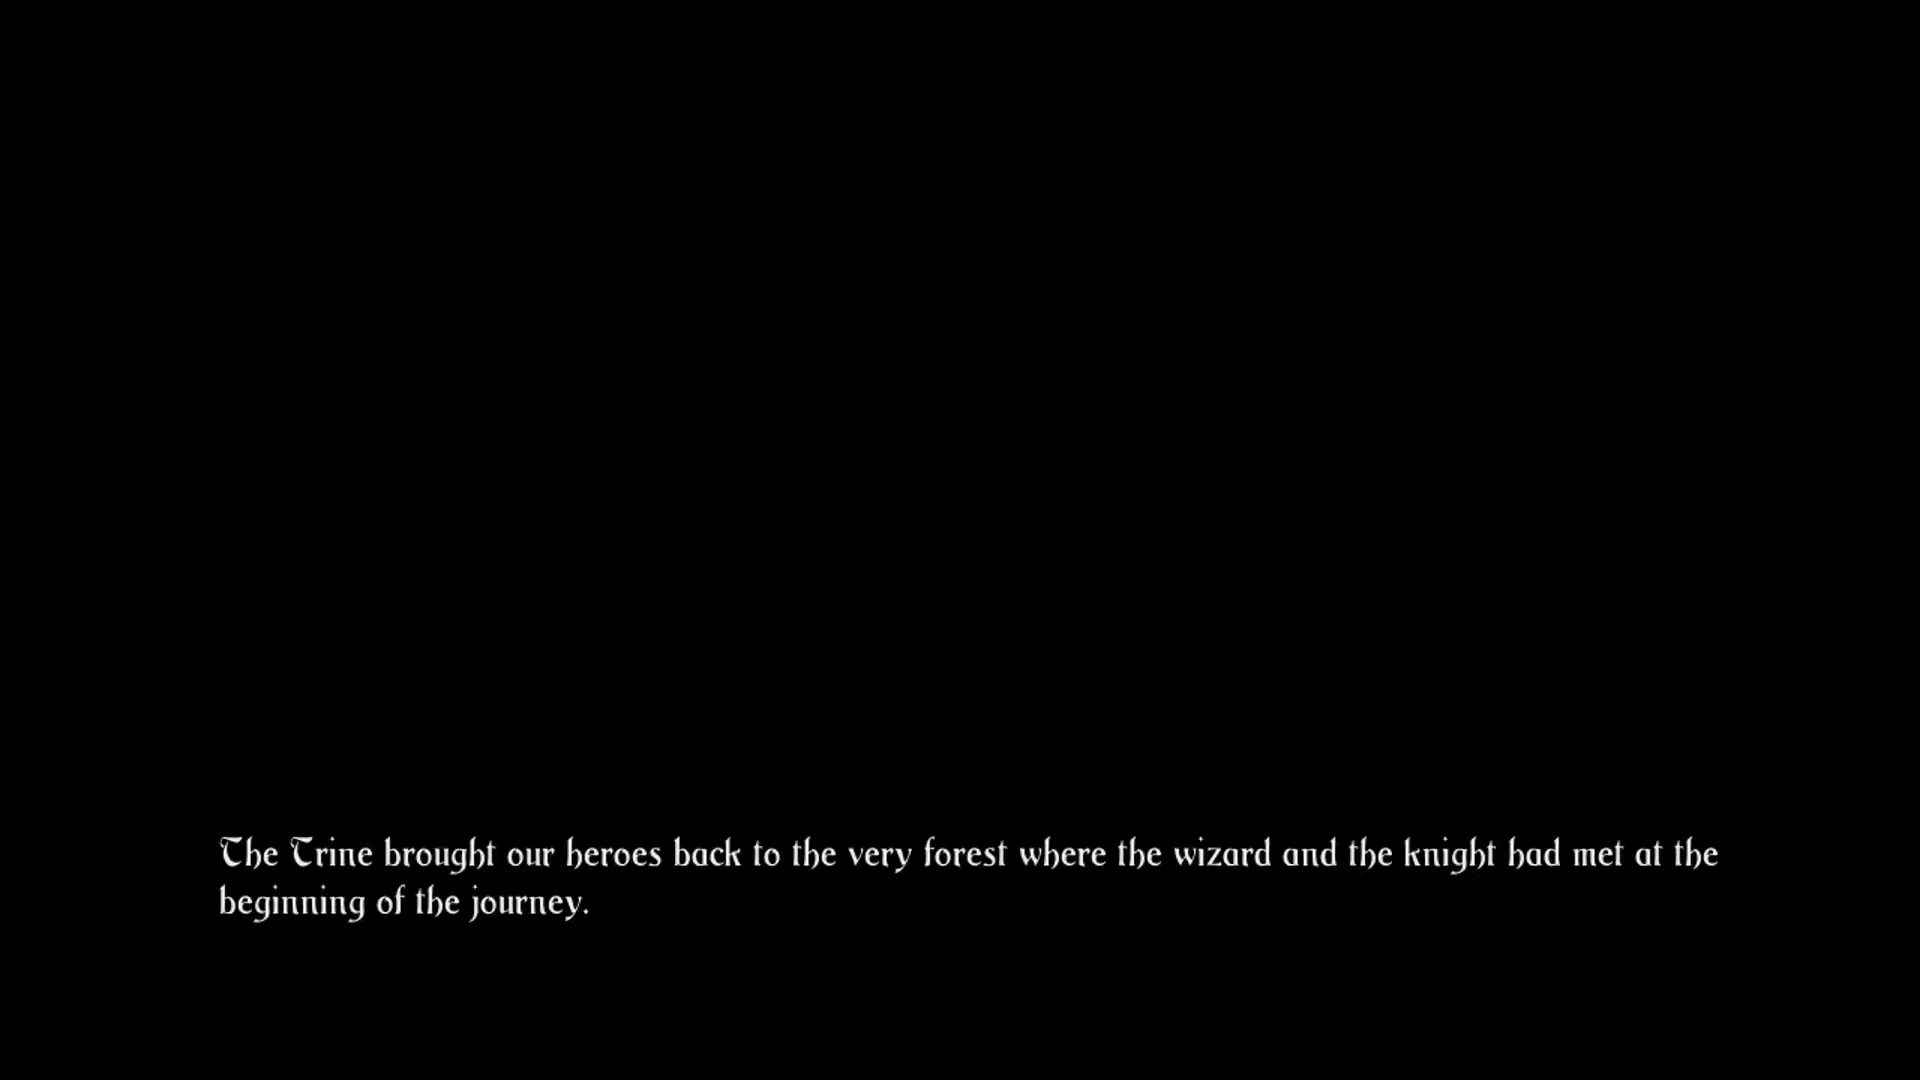 The Trine brought our heroes back to the very forest where the wizard and the knight had met at the
beginning of the journey.